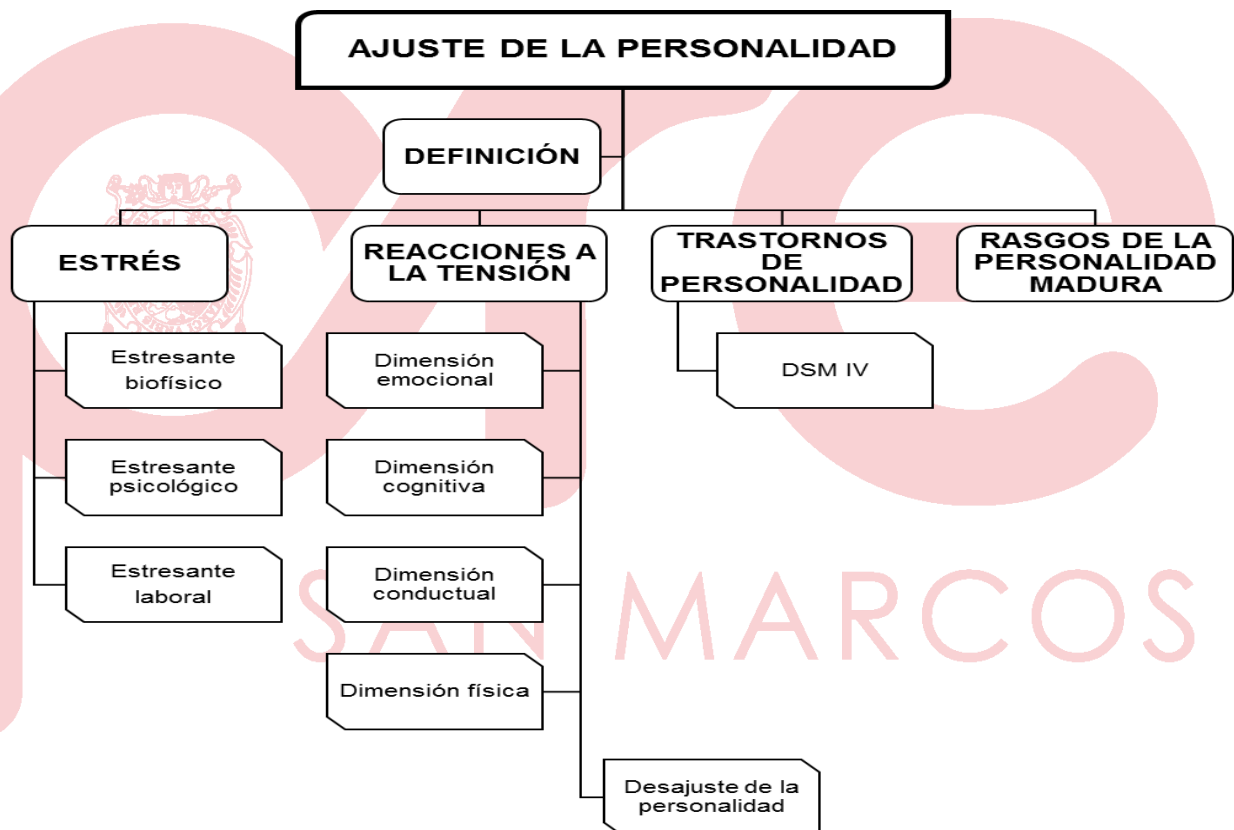 AJUSTE DE LA PERSONALIDAD
DEFINICIÓN
ESTRÉS
REACCIONES A
LA TENSIÓN
TRASTORNOS
DE
PERSONALIDAD
RASGOS DE LA
PERSONALIDAD
MADURA
Estresante
biofísico
Dimensión
emocional
DSM IV
Estresante
psicológico
Dimensión
cognitiva
Estresante
laboral
Dimensión
conductual
Dimensión física
Desajuste de la
personalidad
pre
SAN MARCOS